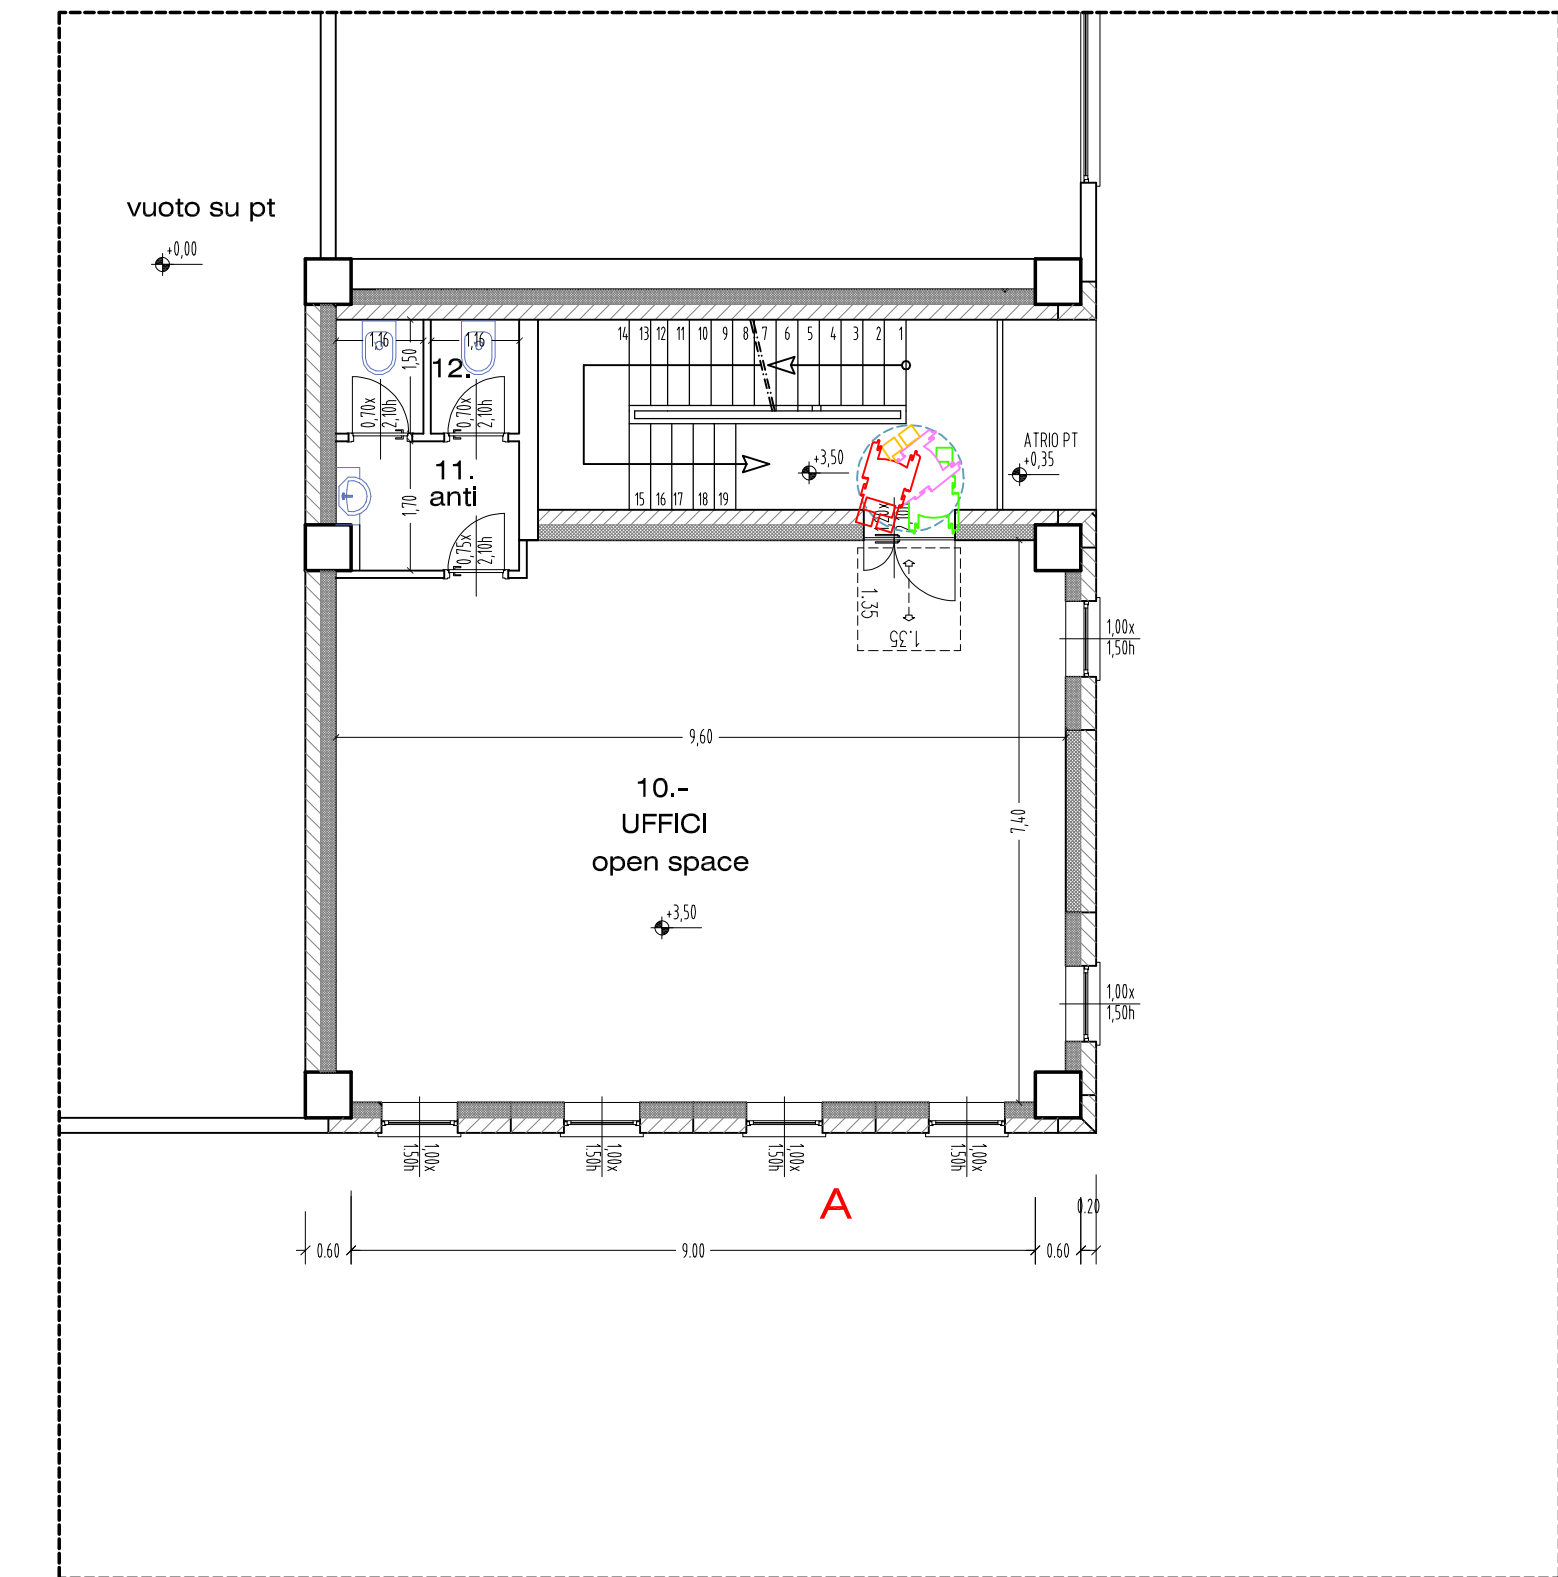 vuoto su pt
+0,00
14 13 12 11 10 9 8 7 6 5 4 3 2 1
1,16
1,50
1,16
12.
0,70x
2,10h
0,70x
2,10h
ATRIO PT
+0,35
+3,50
11.
anti
1,70
15 16 17 18 19
0,75x
2,10h
1.35
1.35
1,00x
1,50h
9,60
10.-
UFFICI
open space
7,40
+3,50
1,00x
1,50h
1,00x
1.50h
1,00x
1.50h
1,00x
1.50h
1,00x
1.50h
A
0.20
0.60
9.00
0.60